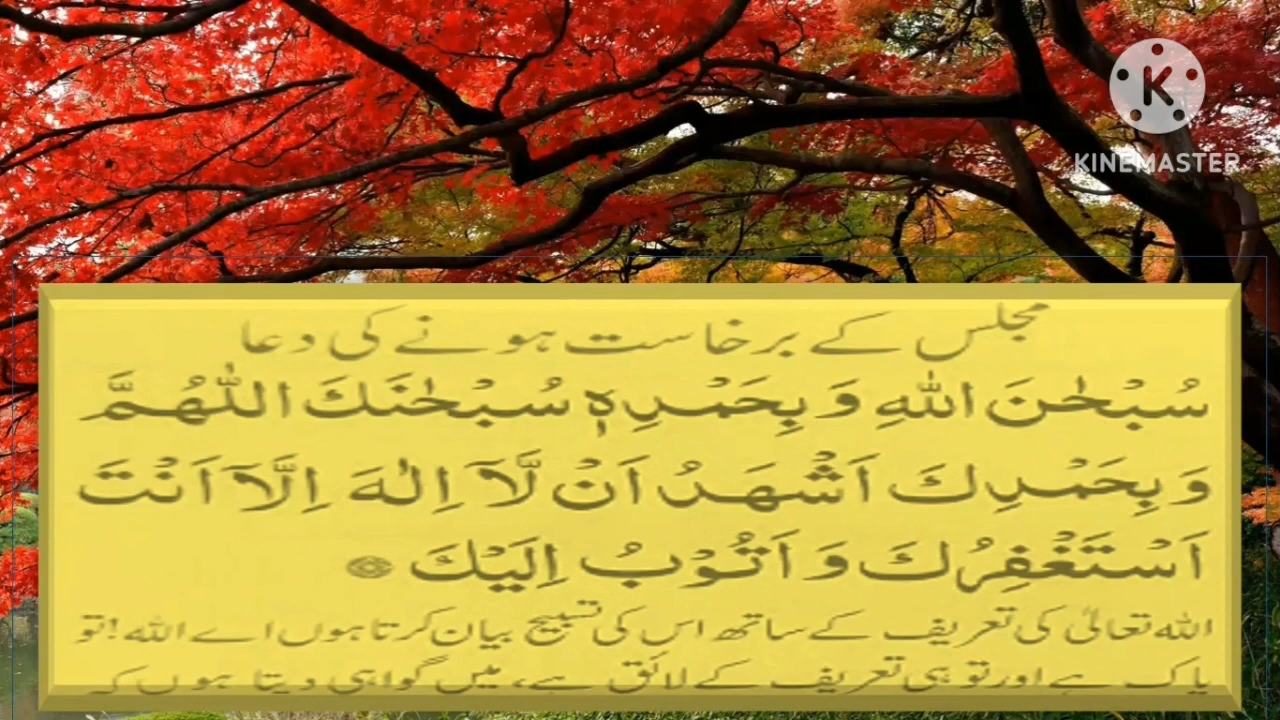 KINEMASTER
مجلس کے برخاست ہونے کی دعا
سُبْحٰنَ اللّٰهِ وَ بِحَمْدِهٖ سُبْحٰنَكَ اللّٰهُمَّ
وَ بِحَمْدِكَ اَشْهَدُ اَنْ لَّآ اِلٰهَ اِلَّآ اَنْتَ
اَسْتَغْفِرُكَ وَ اَتُوْبُ اِلَيْكَ
اللہ تعالیٰ کی تعریف کے ساتھ اس کی تسبیح بیان کرتا ہوں اے اللہ! تو
پاک ہے اور تو ہی تعریف کے لائق ہے، میں گواہی دیتا ہوں کہ